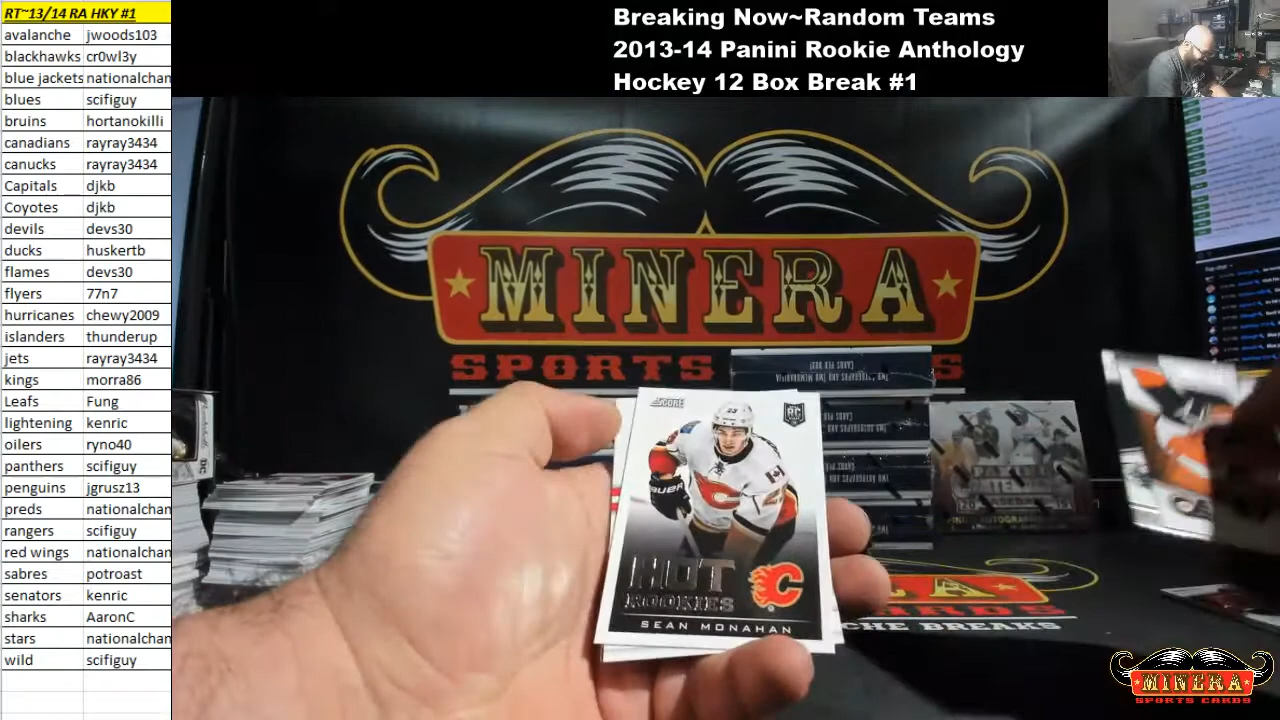 RT~13/14 RA HKY #1
avalanche jwoods103
blackhawks cr0wl3y
blue jackets nationalchan
blues scifiguy
bruins hortanokilli
canadians rayray3434
canucks rayray3434
Capitals djkb
Coyotes djkb
devils devs30
ducks huskertb
flames devs30
flyers 77n7
hurricanes chewy2009
islanders thunderup
jets rayray3434
kings morra86
Leafs Fung
lightening kenric
oilers ryno40
panthers scifiguy
penguins jgrusz13
preds nationalchan
rangers scifiguy
red wings nationalchan
sabres potroast
senators kenric
sharks AaronC
stars nationalchan
wild scifiguy
Breaking Now~Random Teams
2013-14 Panini Rookie Anthology
Hockey 12 Box Break #1
MINERA
SPORTS
SCORE
RC
23
BAUER
HOT
ROOKIES
C
SEAN MONAHAN
CHE BREAKS
MINERA
SPORTS CARDS